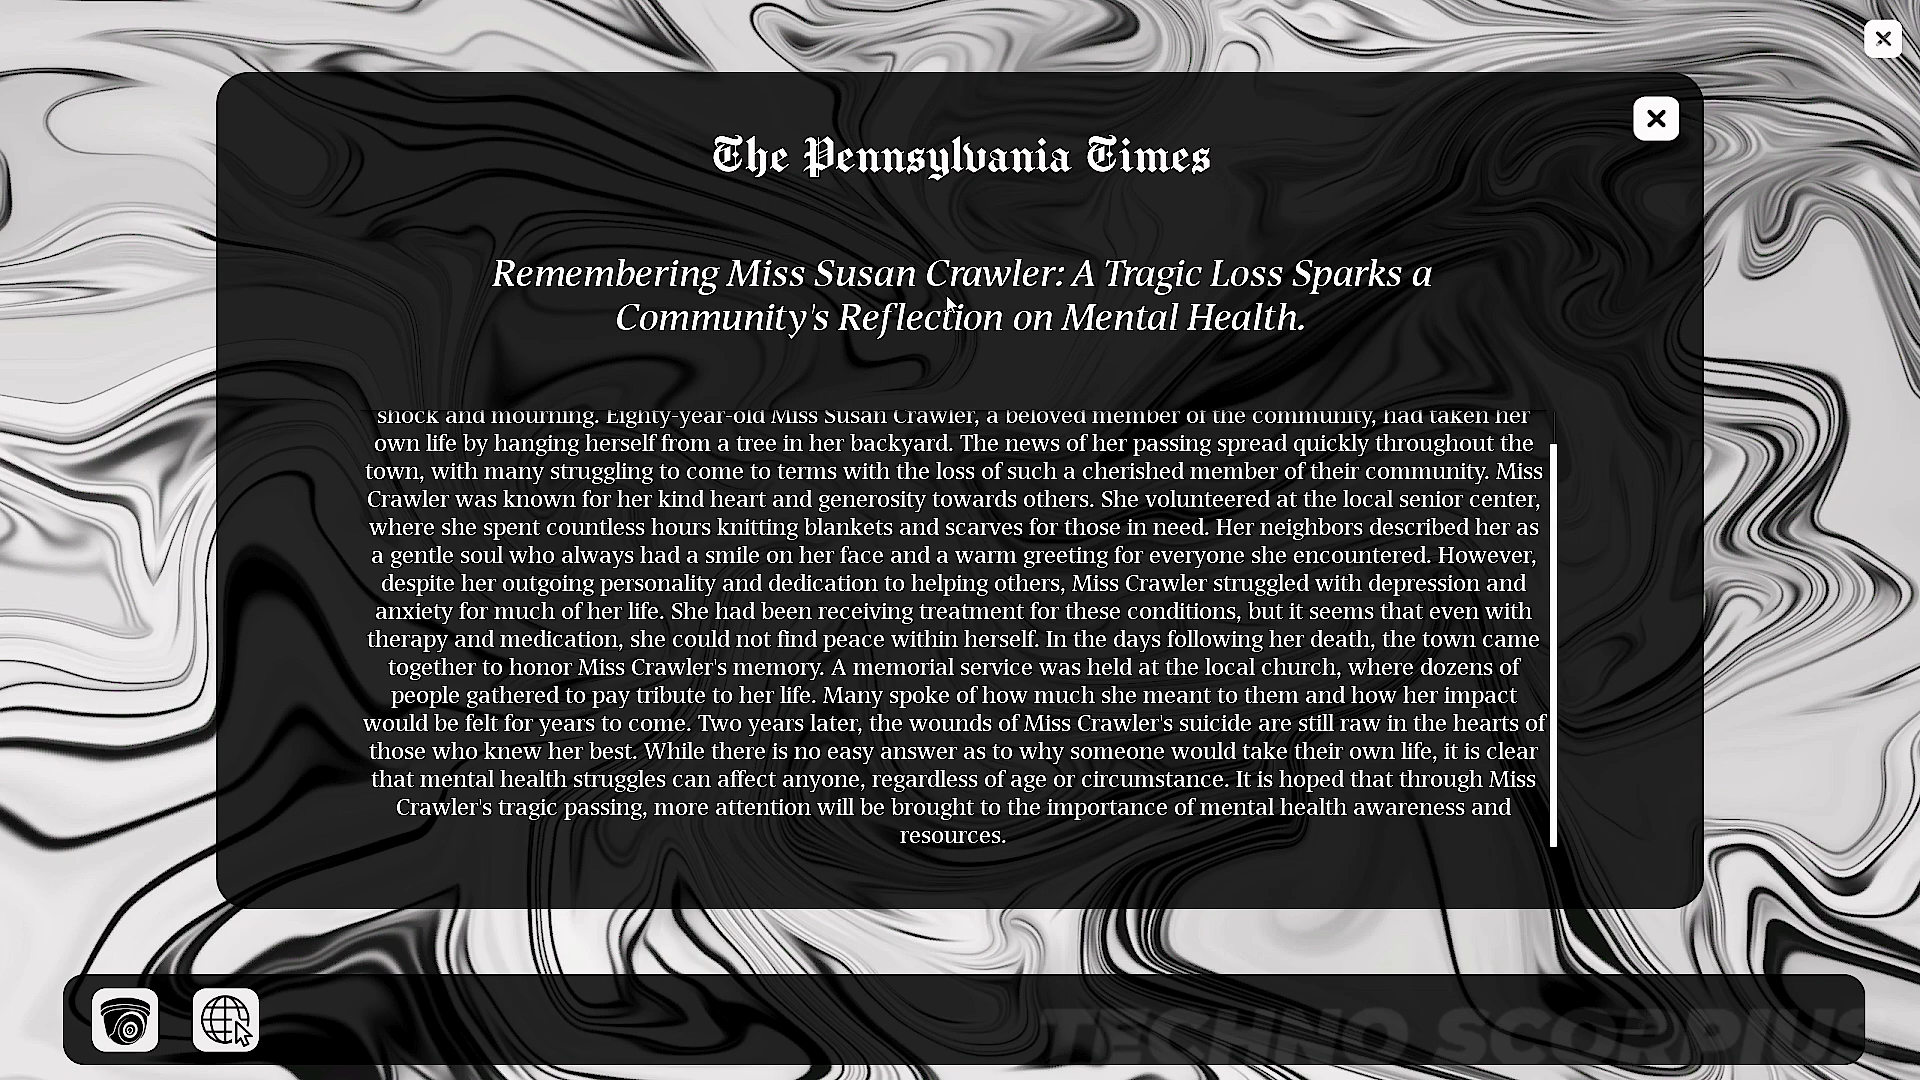 The Pennsylvania Times
Remembering Miss Susan Crawler: A Tragic Loss Sparks a
Community's Reflection on Mental Health.
shock and mourning. Eighty-year-old Miss Susan Crawler, a beloved member of the community, had taken her
own life by hanging herself from a tree in her backyard. The news of her passing spread quickly throughout the
town, with many struggling to come to terms with the loss of such a cherished member of their community. Miss
Crawler was known for her kind heart and generosity towards others. She volunteered at the local senior center,
where she spent countless hours knitting blankets and scarves for those in need. Her neighbors described her as
a gentle soul who always had a smile on her face and a warm greeting for everyone she encountered. However,
despite her outgoing personality and dedication to helping others, Miss Crawler struggled with depression and
anxiety for much of her life. She had been receiving treatment for these conditions, but it seems that even with
therapy and medication, she could not find peace within herself. In the days following her death, the town came
together to honor Miss Crawler's memory. A memorial service was held at the local church, where dozens of
people gathered to pay tribute to her life. Many spoke of how much she meant to them and how her impact
would be felt for years to come. Two years later, the wounds of Miss Crawler's suicide are still raw in the hearts of
those who knew her best. While there is no easy answer as to why someone would take their own life, it is clear
that mental health struggles can affect anyone, regardless of age or circumstance. It is hoped that through Miss
Crawler's tragic passing, more attention will be brought to the importance of mental health awareness and
resources.
TECHNO SCORPIUS